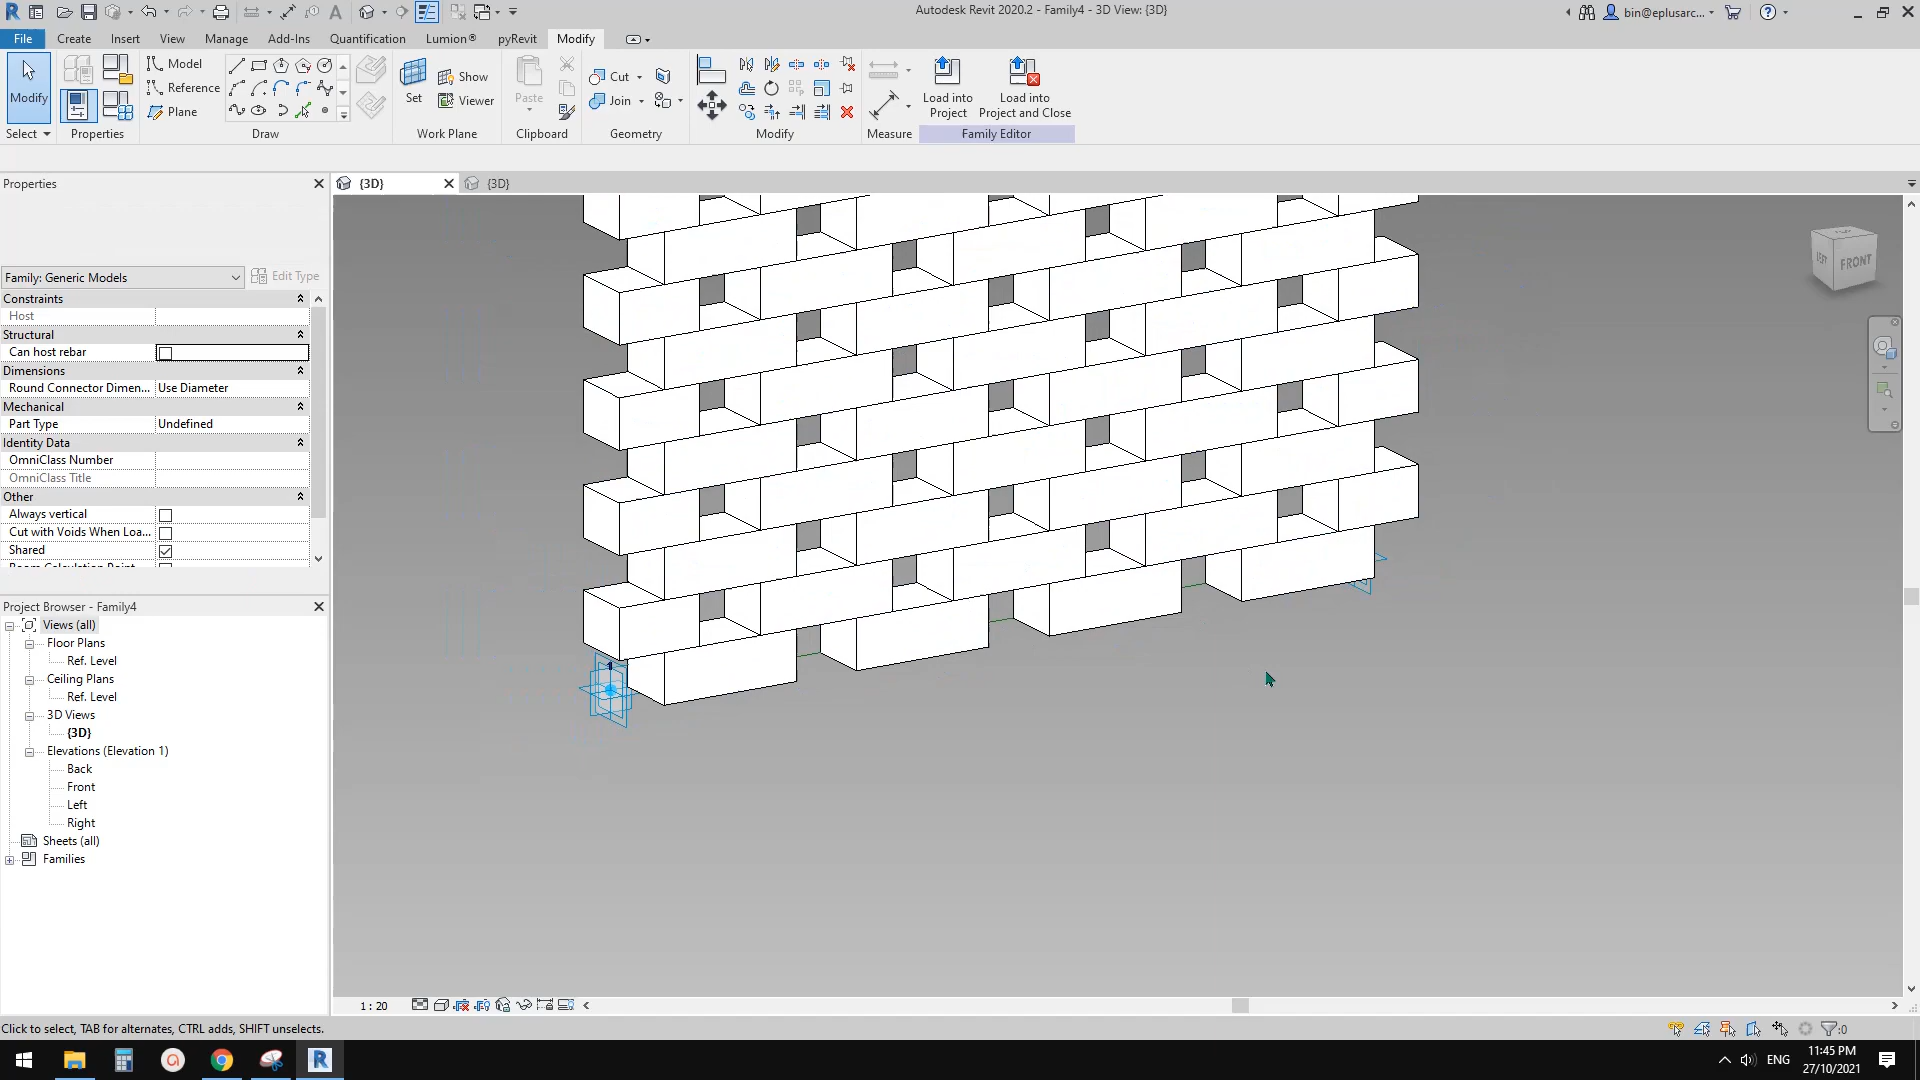 Autodesk Revit 2020.2 - Family4 - 3D View: {3D}
bin@eplusarc...
File Create Insert View Manage Add-Ins Quantification Lumion® pyRevit Modify
Modify
Select
Properties
Model
Reference
Plane
Draw
Set
Show
Viewer
Work Plane
Paste
Clipboard
Cut
Join
Geometry
Modify
Measure
Load into
Project
Load into
Project and Close
Family Editor
Properties
{3D}
{3D}
Family: Generic Models
Edit Type
Constraints
Host
Structural
Can host rebar
Dimensions
Round Connector Dimen... Use Diameter
Mechanical
Part Type Undefined
Identity Data
OmniClass Number
OmniClass Title
Other
Always vertical
Cut with Voids When Loa...
Shared
Project Browser - Family4
Views (all)
Floor Plans
Ref. Level
Ceiling Plans
Ref. Level
3D Views
{3D}
Elevations (Elevation 1)
Back
Front
Left
Right
Sheets (all)
Families
LEFT
FRONT
1 : 20
Click to select, TAB for alternates, CTRL adds, SHIFT unselects.
:0
ENG
11:45 PM
27/10/2021